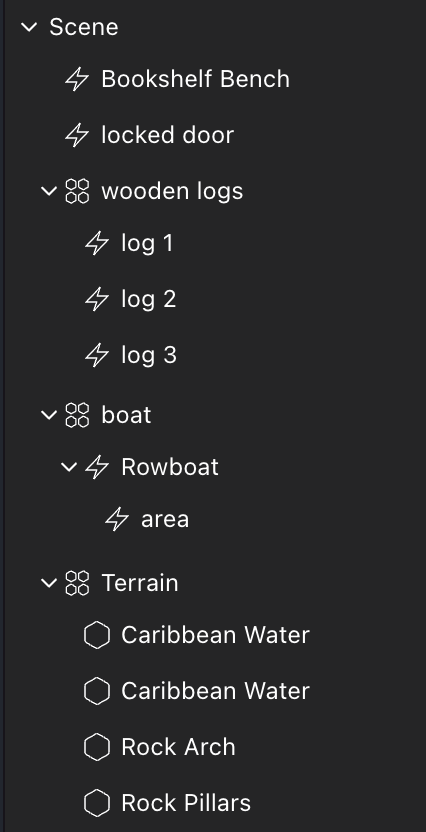 Scene
Bookshelf Bench
locked door
wooden logs
log 1
log 2
log 3
boat
Rowboat
area
Terrain
Caribbean Water
Caribbean Water
Rock Arch
Rock Pillars